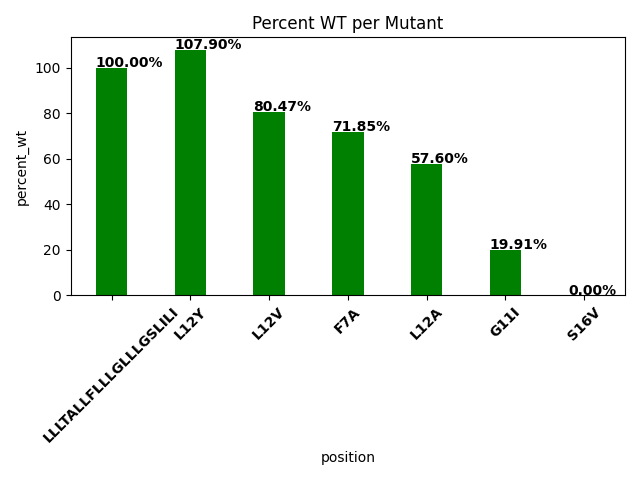 Percent WT per Mutant
percent_wt
100
80
60
40
20
0
100.00%
107.90%
80.47%
71.85%
57.60%
19.91%
0.00%
LLLTALLFLLLGLLLGSLILI
L12Y
L12V
F7A
L12A
G11I
S16V
position